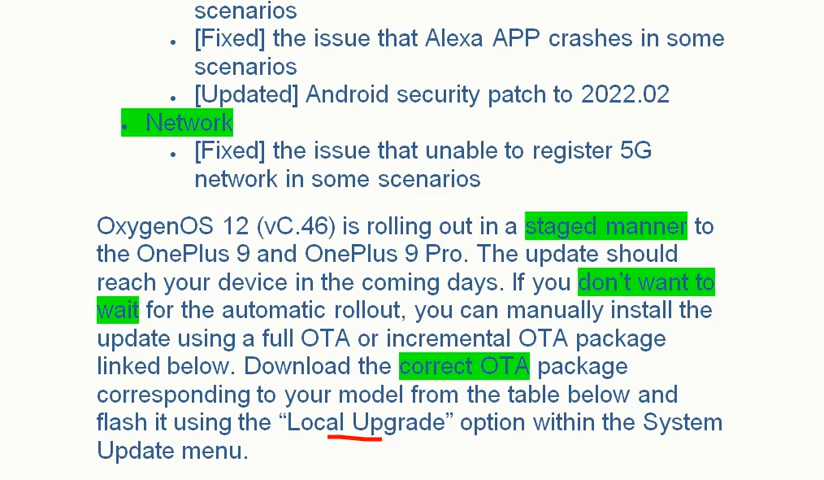 scenarios
• [Fixed] the issue that Alexa APP crashes in some
scenarios
• [Updated] Android security patch to 2022.02
• Network
• [Fixed] the issue that unable to register 5G
network in some scenarios
OxygenOS 12 (vC.46) is rolling out in a staged manner to
the OnePlus 9 and OnePlus 9 Pro. The update should
reach your device in the coming days. If you don’t want to
wait for the automatic rollout, you can manually install the
update using a full OTA or incremental OTA package
linked below. Download the correct OTA package
corresponding to your model from the table below and
flash it using the “Local Upgrade” option within the System
Update menu.